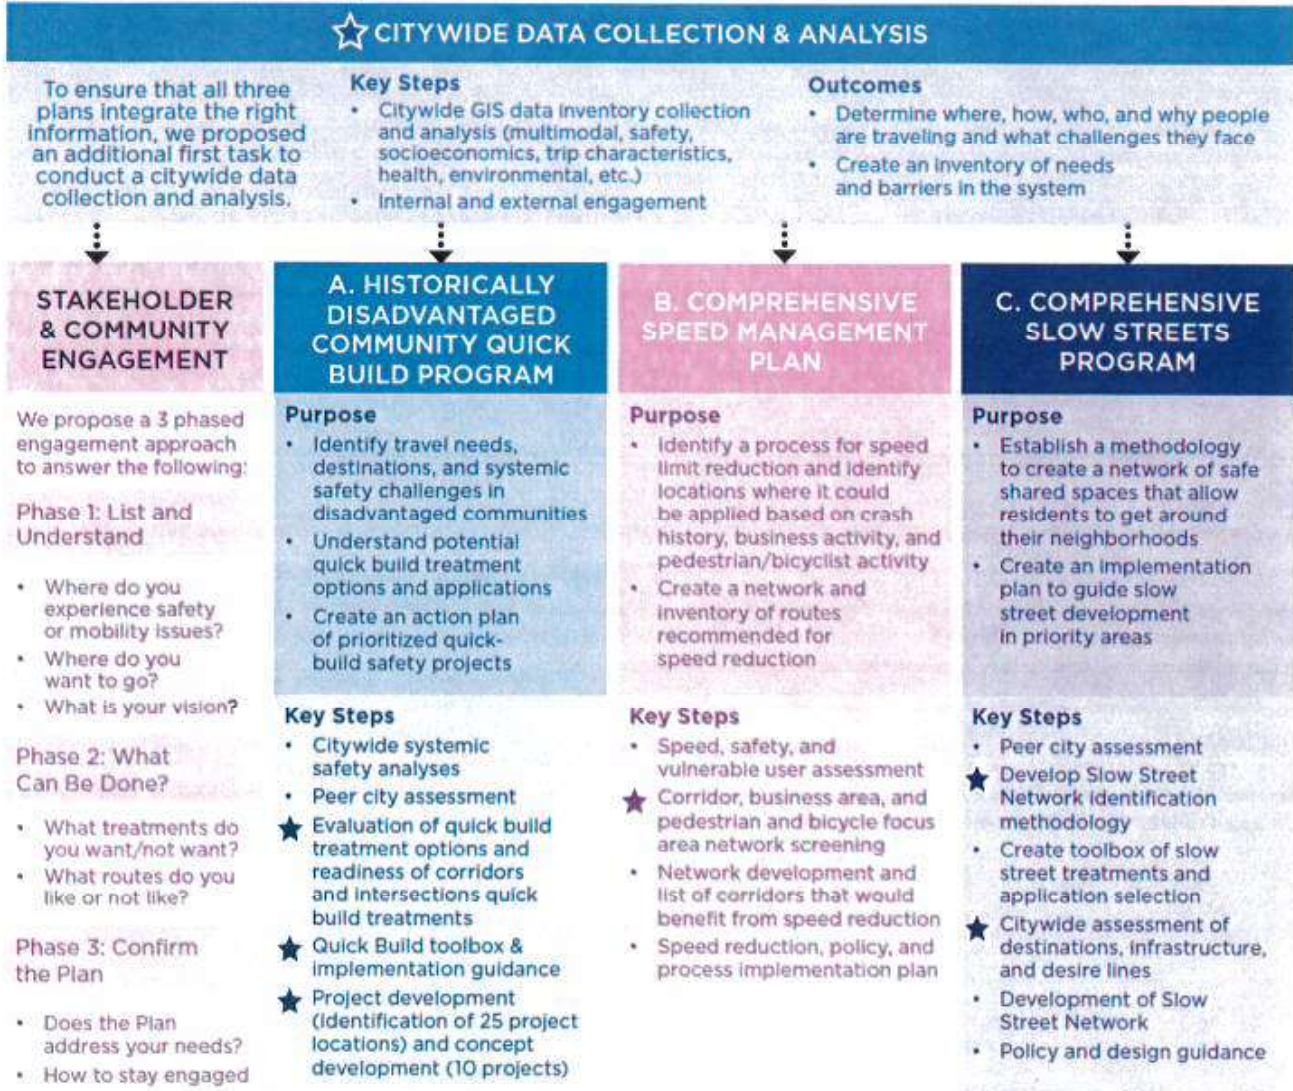 CITYWIDE DATA COLLECTION & ANALYSIS
To ensure that all three
plans integrate the right
information, we proposed
an additional first task to
conduct a citywide data
collection and analysis.
Key Steps
• Citywide GIS data inventory collection
and analysis (multimodal, safety,
socioeconomics, trip characteristics,
health, environmental, etc.)
• Internal and external engagement
Outcomes
• Determine where, how, who, and why people
are traveling and what challenges they face
• Create an inventory of needs
and barriers in the system
STAKEHOLDER
& COMMUNITY
ENGAGEMENT
We propose a 3 phased
engagement approach
to answer the following:
Phase 1: List and
Understand
• Where do you
experience safety
or mobility issues?
• Where do you
want to go?
• What is your vision?
Phase 2: What
Can Be Done?
• What treatments do
you want/not want?
• What routes do you
like or not like?
Phase 3: Confirm
the Plan
• Does the Plan
address your needs?
• How to stay engaged
A. HISTORICALLY
DISADVANTAGED
COMMUNITY QUICK
BUILD PROGRAM
Purpose
• Identify travel needs,
destinations, and systemic
safety challenges in
disadvantaged communities
• Understand potential
quick build treatment
options and applications
• Create an action plan
of prioritized quick-
build safety projects
Key Steps
• Citywide systemic
safety analyses
• Peer city assessment
★ Evaluation of quick build
treatment options and
readiness of corridors
and intersections quick
build treatments
★ Quick Build toolbox &
implementation guidance
★ Project development
(identification of 25 project
locations) and concept
development (10 projects)
B. COMPREHENSIVE
SPEED MANAGEMENT
PLAN
Purpose
• Identify a process for speed
limit reduction and identify
locations where it could
be applied based on crash
history, business activity, and
pedestrian/bicyclist activity
• Create a network and
inventory of routes
recommended for
speed reduction
Key Steps
• Speed, safety, and
vulnerable user assessment
★ Corridor, business area, and
pedestrian and bicycle focus
area network screening
• Network development and
list of corridors that would
benefit from speed reduction
• Speed reduction, policy, and
process implementation plan
C. COMPREHENSIVE
SLOW STREETS
PROGRAM
Purpose
• Establish a methodology
to create a network of safe
shared spaces that allow
residents to get around
their neighborhoods
• Create an implementation
plan to guide slow
street development
in priority areas
Key Steps
• Peer city assessment
★ Develop Slow Street
Network identification
methodology
• Create toolbox of slow
street treatments and
application selection
★ Citywide assessment of
destinations, infrastructure,
and desire lines
• Development of Slow
Street Network
• Policy and design guidance